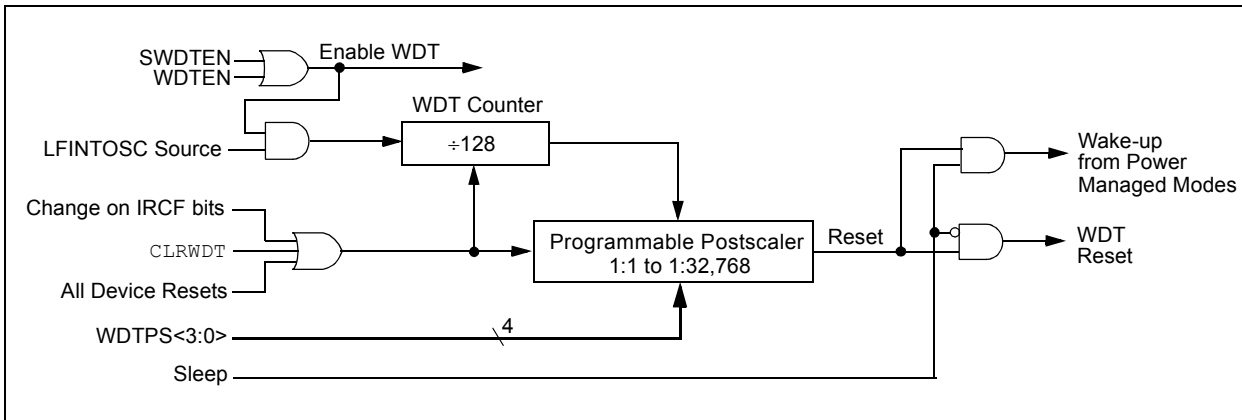 SWDTEN
WDTEN
Enable WDT
WDT Counter
÷128
LFINTOSC Source
Wake-up
from Power
Managed Modes
Change on IRCF bits
CLRWDT
All Device Resets
Programmable Postscaler
1:1 to 1:32,768
Reset
WDT
Reset
WDTPS<3:0>
4
Sleep